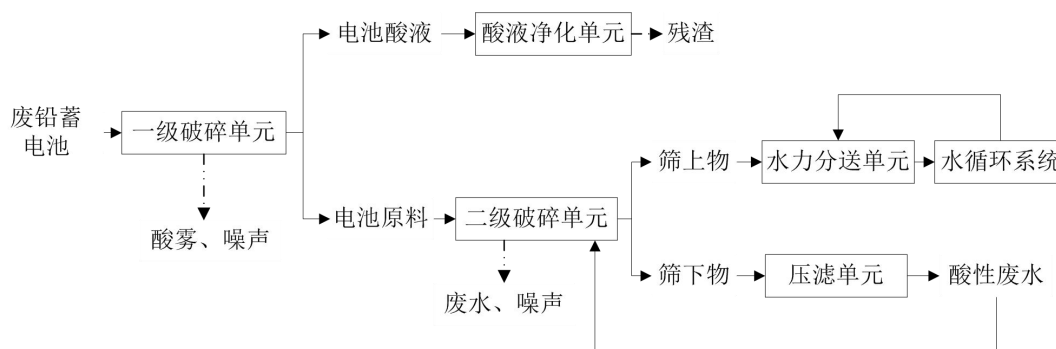 电池酸液
酸液净化单元
残渣
废铅蓄
电池
一级破碎单元
筛上物
水力分送单元
水循环系统
电池原料
二级破碎单元
酸雾、噪声
筛下物
压滤单元
酸性废水
废水、噪声